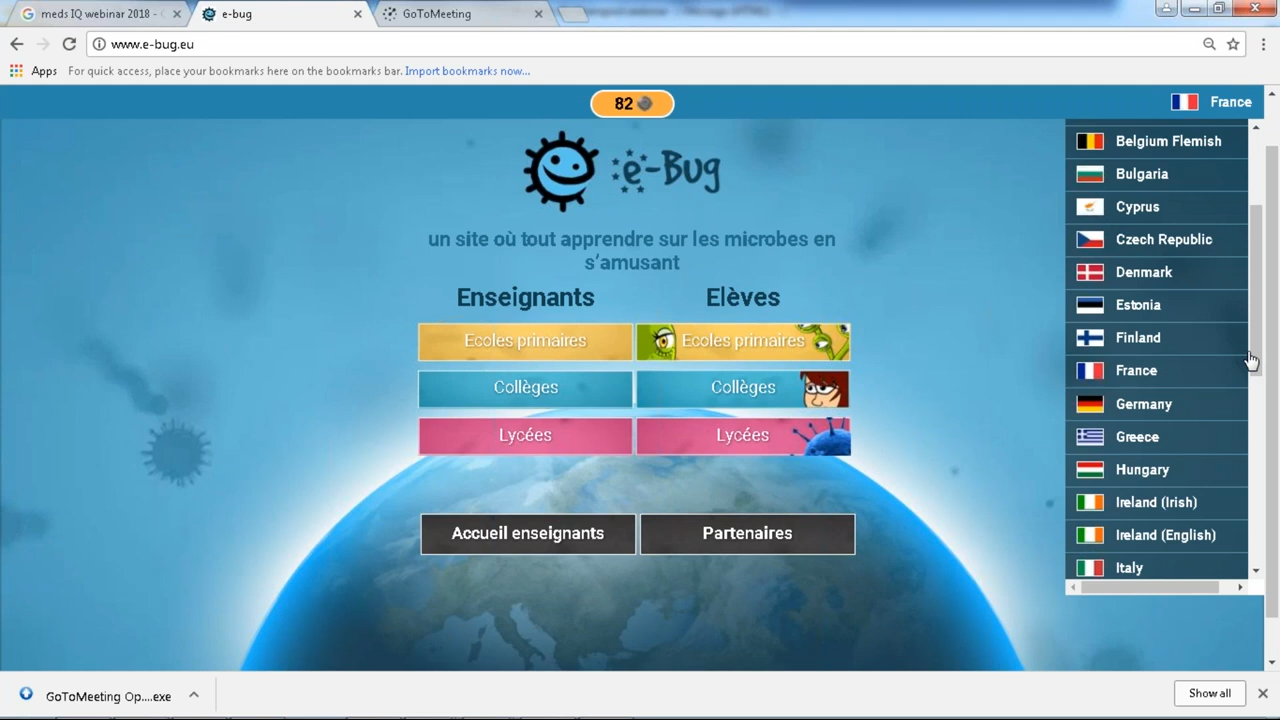 meds IQ webinar 2018 -
e-bug
GoToMeeting
www.e-bug.eu
Apps
For quick access, place your bookmarks here on the bookmarks bar. Import bookmarks now...
82
France
e-Bug
un site où tout apprendre sur les microbes en
s'amusant
Enseignants
Elèves
Ecoles primaires
Ecoles primaires
Collèges
Collèges
Lycées
Lycées
Accueil enseignants
Partenaires
Belgium Flemish
Bulgaria
Cyprus
Czech Republic
Denmark
Estonia
Finland
France
Germany
Greece
Hungary
Ireland (Irish)
Ireland (English)
Italy
GoToMeeting Op....exe
Show all